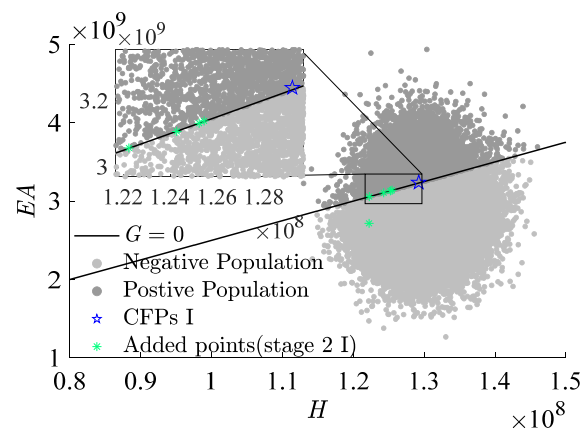 ×10⁹
×10⁹
5
3.2
4
3
1.22 1.24 1.26 1.28
3
EA
×10⁸
G = 0
Negative Population
2
Postive Population
CFPs I
Added points(stage 2 I)
1
0.8 0.9 1 1.1 1.2 1.3 1.4 1.5
H
×10⁸